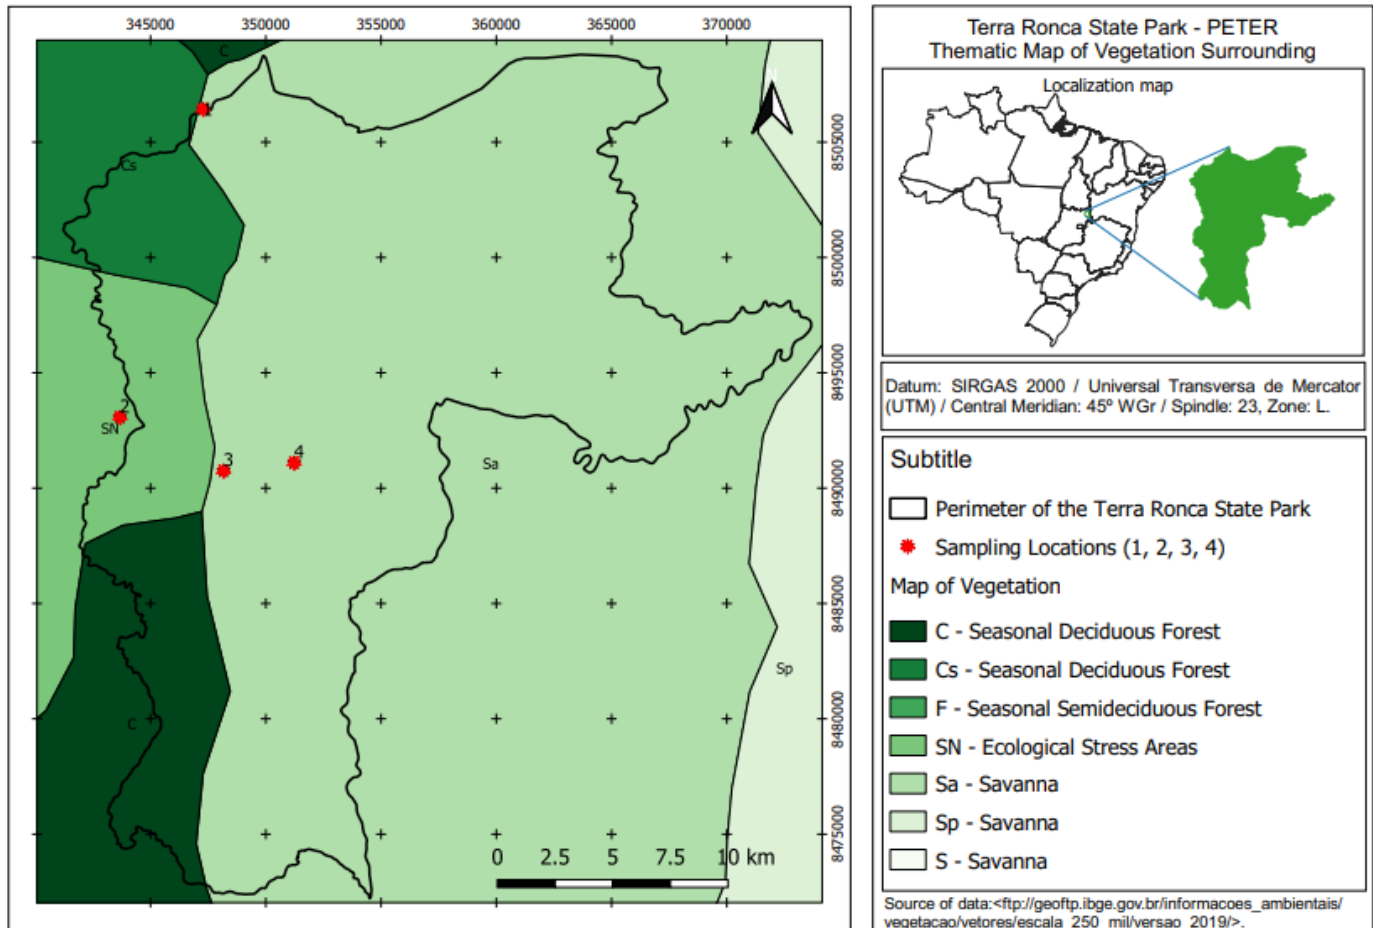 345000 350000 355000 360000 365000 370000
C
N
1
Cs
2
SN
3
4
Sa
Sp
C
8505000
8500000
8495000
8490000
8485000
8480000
8475000
0 2.5 5 7.5 10 km
Terra Ronca State Park - PETER
Thematic Map of Vegetation Surrounding
Localization map
Datum: SIRGAS 2000 / Universal Transversa de Mercator
(UTM) / Central Meridian: 45º WGr / Spindle: 23, Zone: L.
Subtitle
Perimeter of the Terra Ronca State Park
Sampling Locations (1, 2, 3, 4)
Map of Vegetation
C - Seasonal Deciduous Forest
Cs - Seasonal Deciduous Forest
F - Seasonal Semideciduous Forest
SN - Ecological Stress Areas
Sa - Savanna
Sp - Savanna
S - Savanna
Source of data:<ftp://geoftp.ibge.gov.br/informacoes_ambientais/
vegetacao/vetores/escala_250_mil/versao_2019/>.